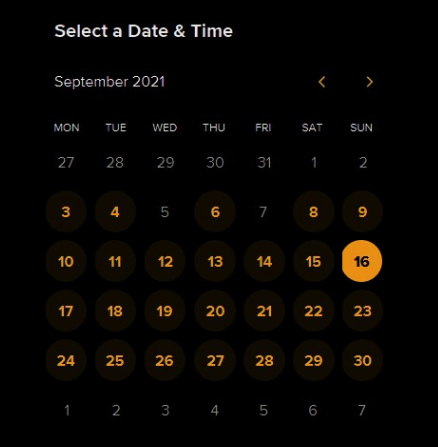 Select a Date & Time
September 2021
MON TUE WED THU FRI SAT SUN
27 28 29 30 31 1 2
3 4 5 6 7 8 9
10 11 12 13 14 15 16
17 18 19 20 21 22 23
24 25 26 27 28 29 30
1 2 3 4 5 6 7